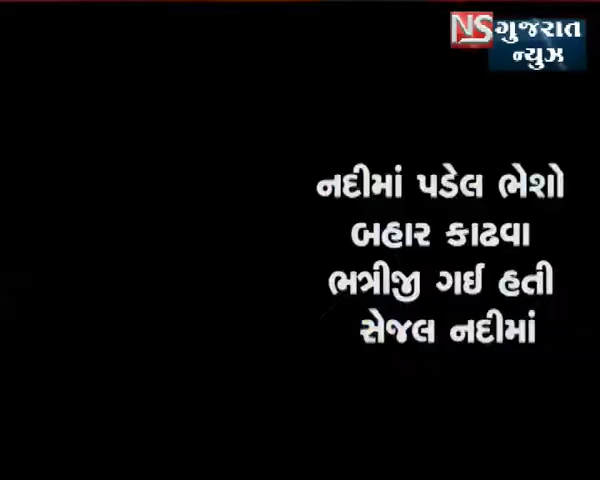 NS ગુજરાત
ન્યુઝ
નદીમાં પડેલ ભેશો
બહાર કાઢવા
ભત્રીજી ગઈ હતી
સેજલ નદીમાં